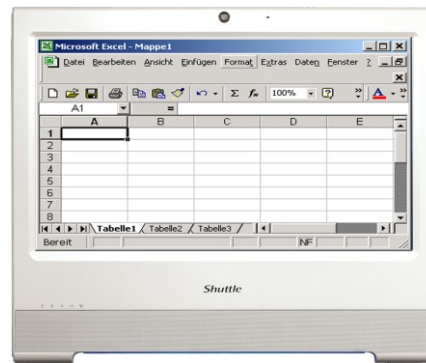 Microsoft Excel - Mappe1
Datei Bearbeiten Ansicht Einfügen Format Extras Daten Fenster ?
Σ fx 100%
A1 =
A B C D E
1
2
3
4
5
6
7
8
Tabelle1 Tabelle2 Tabelle3
Bereit NF
Shuttle